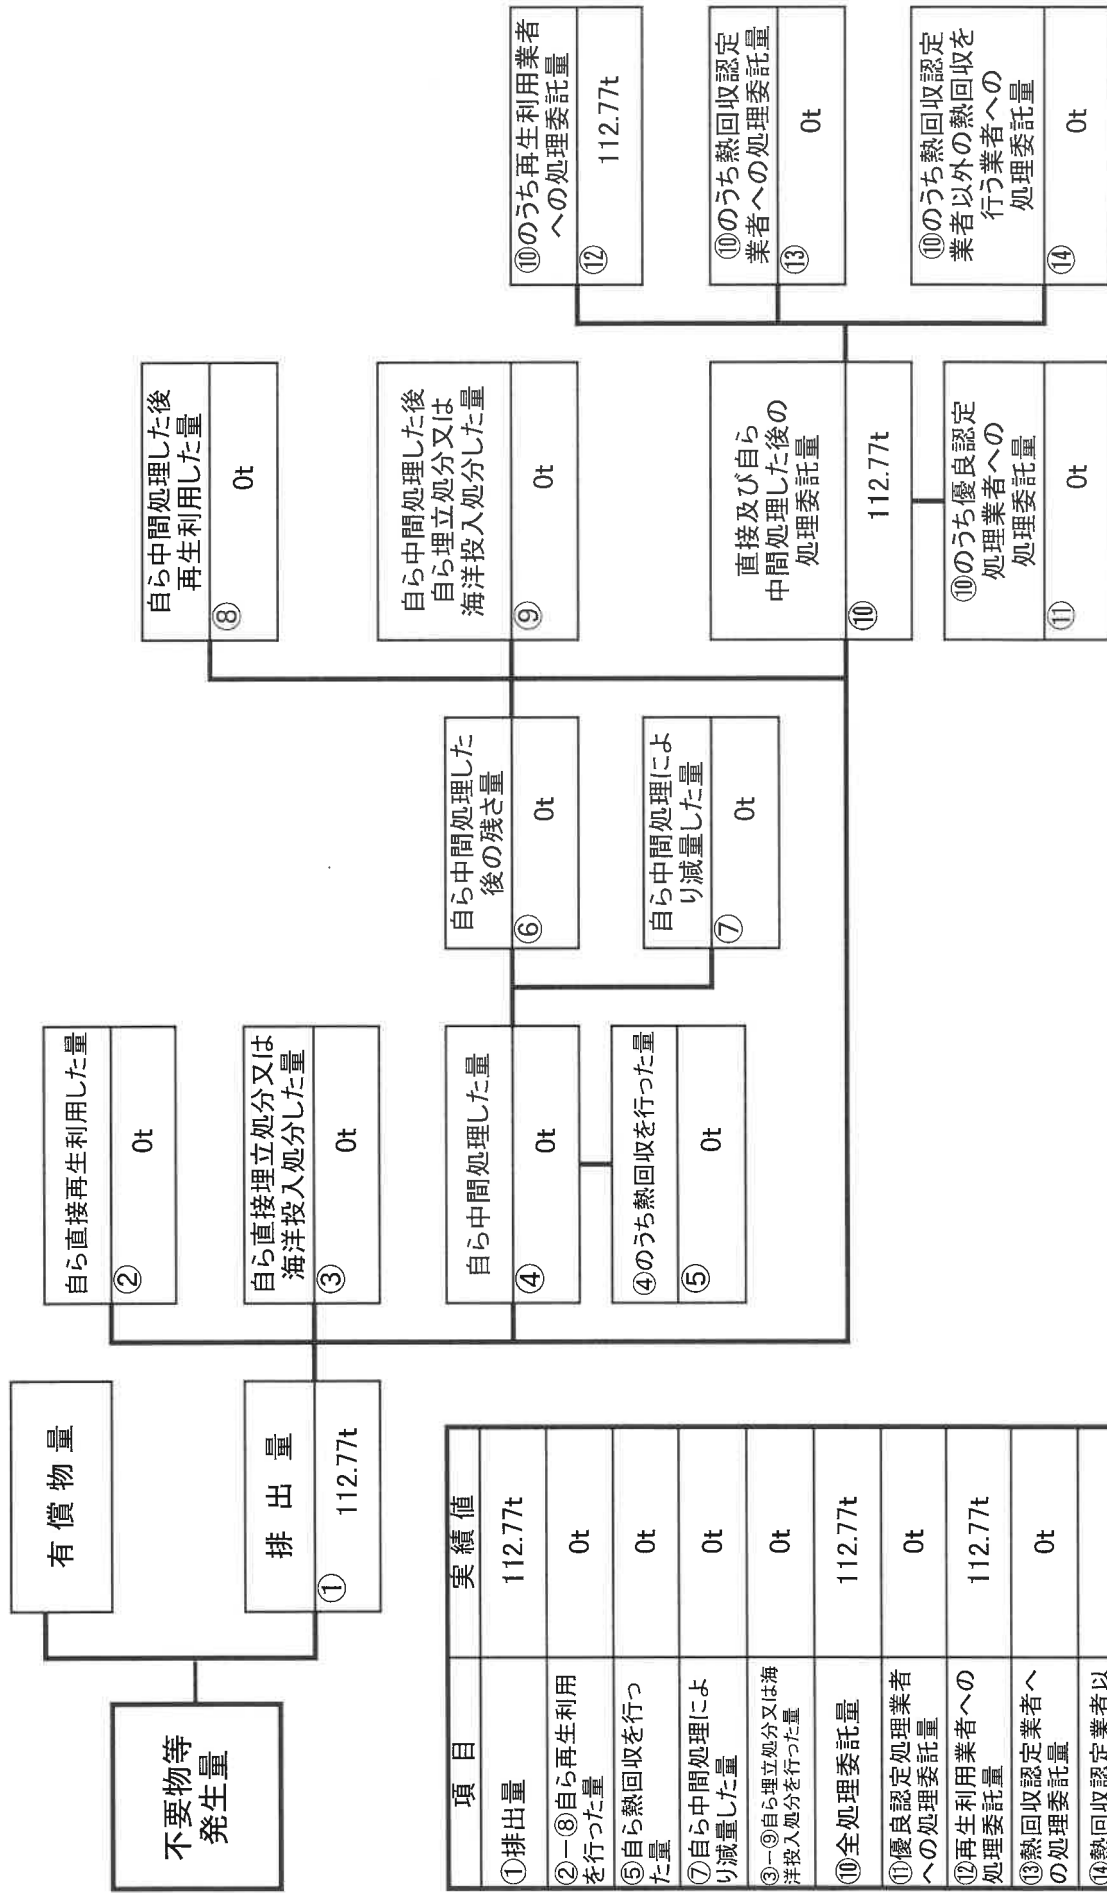 不要物等
発生量
有 償 物 量
排 出 量
①
112.77t
自ら直接再生利用した量
②
0t
自ら直接埋立処分又は
海洋投入処分した量
③
0t
自ら中間処理した量
④
0t
④のうち熱回収を行った量
⑤
0t
自ら中間処理した
後の残さ量
⑥
0t
自ら中間処理によ
り減量した量
⑦
0t
自ら中間処理した後
再生利用した量
⑧
0t
自ら中間処理した後
自ら埋立処分又は
海洋投入処分した量
⑨
0t
直接及び自ら
中間処理した後の
処理委託量
⑩
112.77t
⑩のうち優良認定
処理業者への
処理委託量
⑪
0t
⑩のうち再生利用業者
への処理委託量
⑫
112.77t
⑩のうち熱回収認定
業者への処理委託量
⑬
0t
⑩のうち熱回収認定
業者以外の熱回収を
行う業者への
処理委託量
⑭
0t
項 目
実 績 値
①排出量
112.77t
②ー⑧自ら再生利用
を行った量
0t
⑤自ら熱回収を行っ
た量
0t
⑦自ら中間処理によ
り減量した量
0t
③ー⑨自ら埋立処分又は海
洋投入処分を行った量
0t
⑩全処理委託量
112.77t
⑪優良認定処理業者
への処理委託量
0t
⑫再生利用業者への
処理委託量
112.77t
⑬熱回収認定業者へ
の処理委託量
0t
⑭熱回収認定業者以